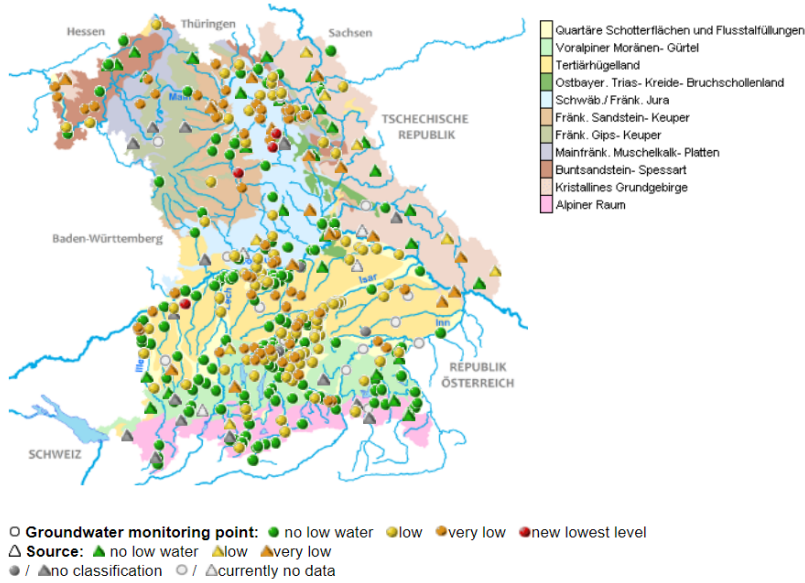 Hessen
Thüringen
Sachsen
Main
TSCHECHISCHE
REPUBLIK
Baden-Württemberg
Isar
Lech
Inn
Iller
REPUBLIK
ÖSTERREICH
SCHWEIZ
Quartäre Schotterflächen und Flusstalfüllungen
Voralpiner Moränen- Gürtel
Tertiärhügelland
Ostbayer. Trias- Kreide- Bruchschollenland
Schwäb./ Fränk. Jura
Fränk. Sandstein- Keuper
Fränk. Gips- Keuper
Mainfränk. Muschelkalk- Platten
Buntsandstein- Spessart
Kristallines Grundgebirge
Alpiner Raum
Groundwater monitoring point: no low water low very low new lowest level
Source: no low water low very low
/ no classification / currently no data